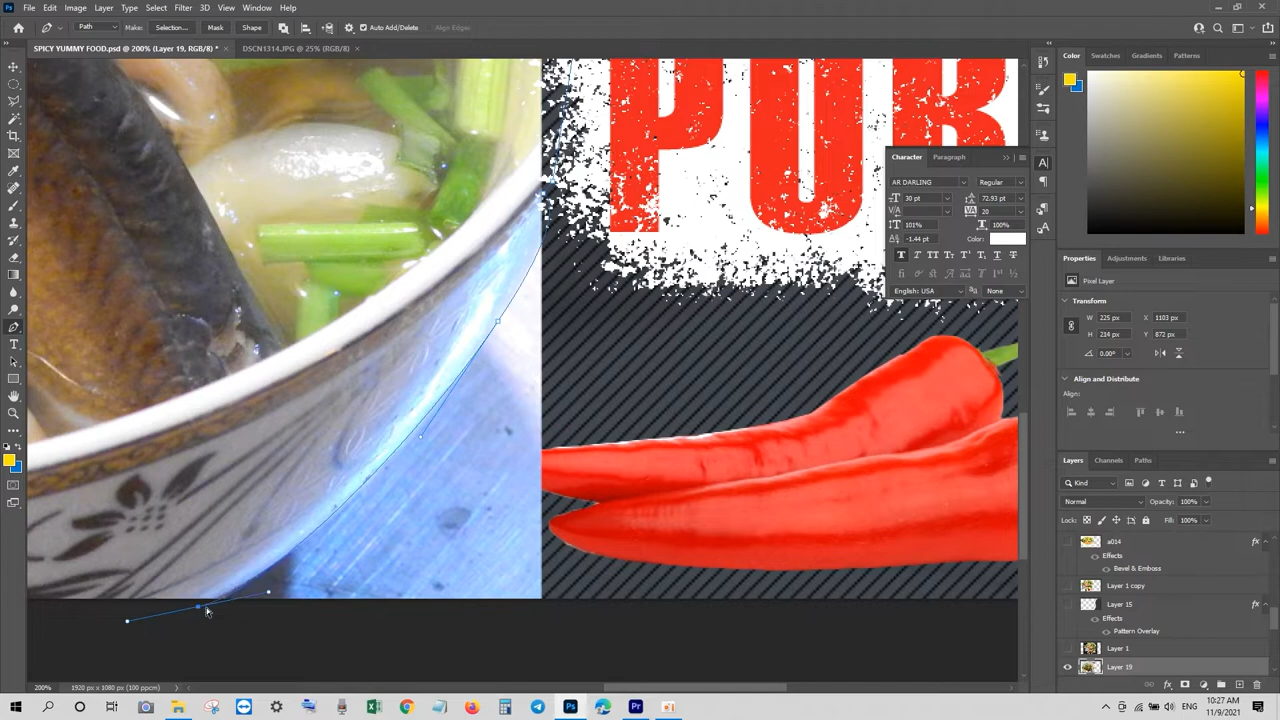 File Edit Image Layer Type Select Filter 3D View Window Help
Path Make: Selection... Mask Shape Auto Add/Delete Align Edges
SPICY YUMMY FOOD.psd @ 200% (Layer 19, RGB/8) * × DSCN1314.JPG @ 25% (RGB/8) ×
Color Swatches Gradients Patterns
PUR
Character Paragraph
AR DARLING Regular
30 pt 72.93 pt
20
101% 100%
-1.44 pt Color:
English: USA None
Properties Adjustments Libraries
Pixel Layer
Transform
W 225 px X 1103 px
H 214 px Y 872 px
0.00°
Align and Distribute
Align:
Layers Channels Paths
Kind
Normal Opacity: 100%
Lock: Fill: 100%
a014 fx
Effects
Bevel & Emboss
Layer 1 copy
Layer 15 fx
Effects
Pattern Overlay
Layer 1
Layer 19
200% 1920 px x 1080 px (100 ppcm)
ENG 10:27 AM
11/9/2021